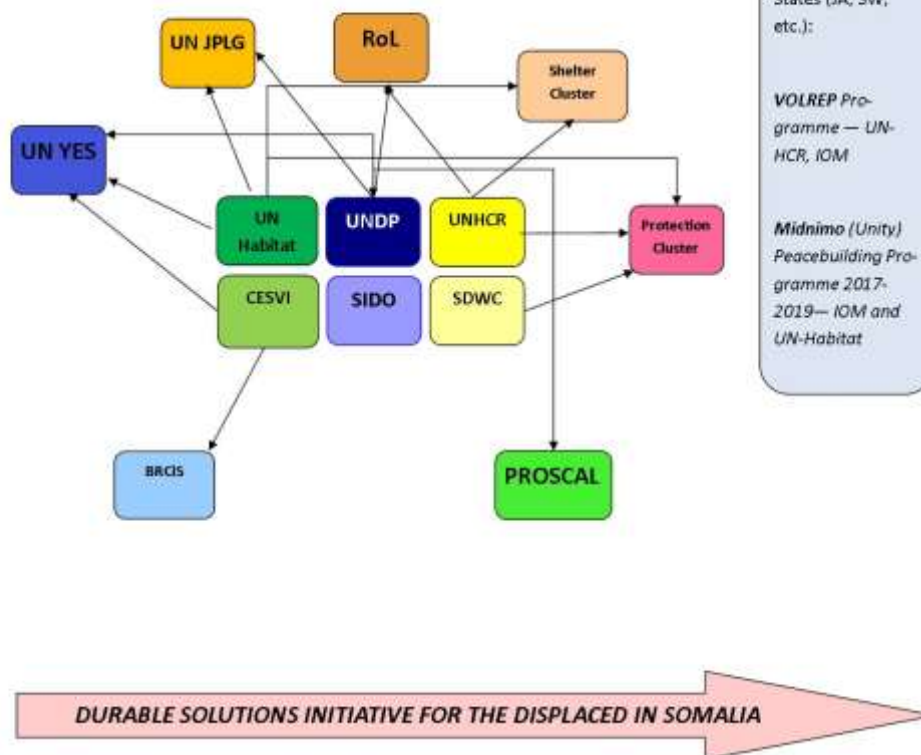 States (JA, SW,
etc.):
VOLREP Pro-
gramme — UN-
HCR, IOM
Midnimo (Unity)
Peacebuilding Pro-
gramme 2017-
2019— IOM and
UN-Habitat
UN JPLG
RoL
Shelter
Cluster
UN YES
UN
Habitat
UNDP
UNHCR
Protection
Cluster
CESVI
SIDO
SDWC
BRCiS
PROSCAL
DURABLE SOLUTIONS INITIATIVE FOR THE DISPLACED IN SOMALIA